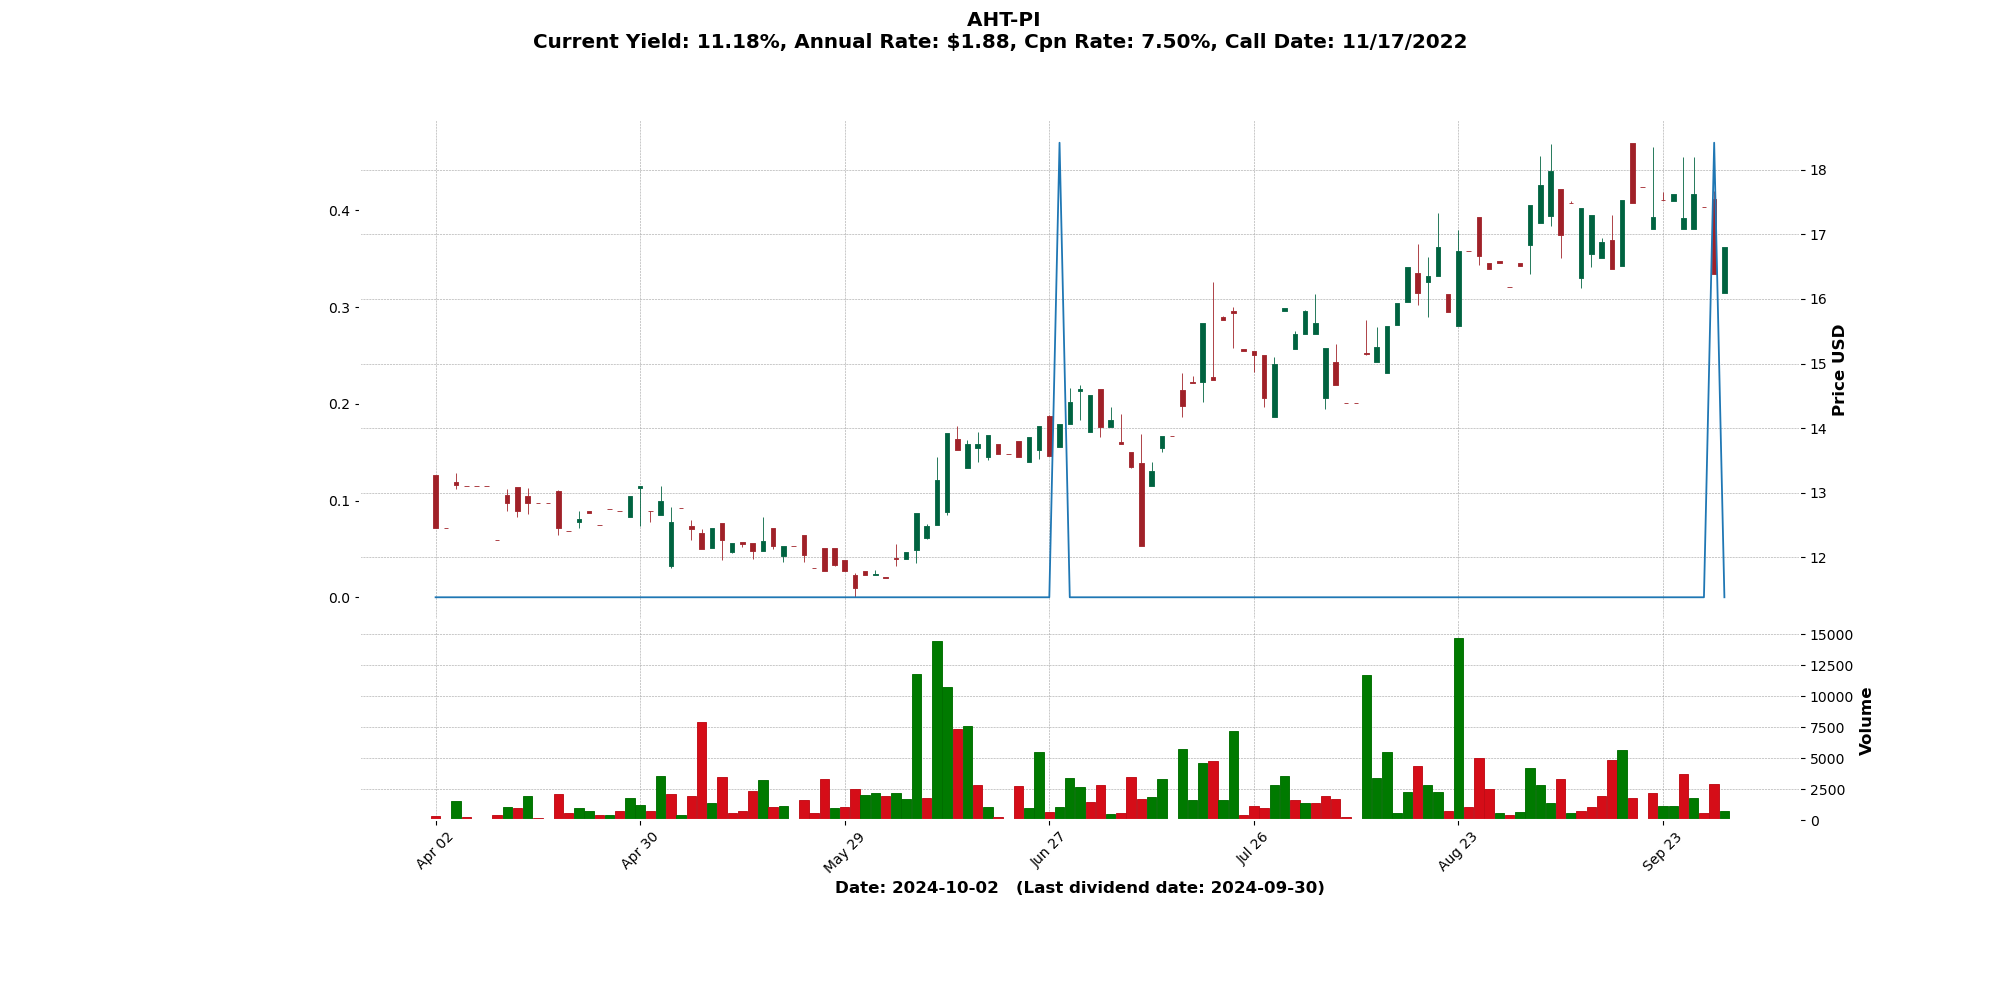 AHT-PI
Current Yield: 11.18%, Annual Rate: $1.88, Cpn Rate: 7.50%, Call Date: 11/17/2022
0.4
0.3
0.2
0.1
0.0
18
17
16
15
14
13
12
Price USD
15000
12500
10000
7500
5000
2500
0
Volume
Apr 02
Apr 30
May 29
Jun 27
Jul 26
Aug 23
Sep 23
Date: 2024-10-02   (Last dividend date: 2024-09-30)